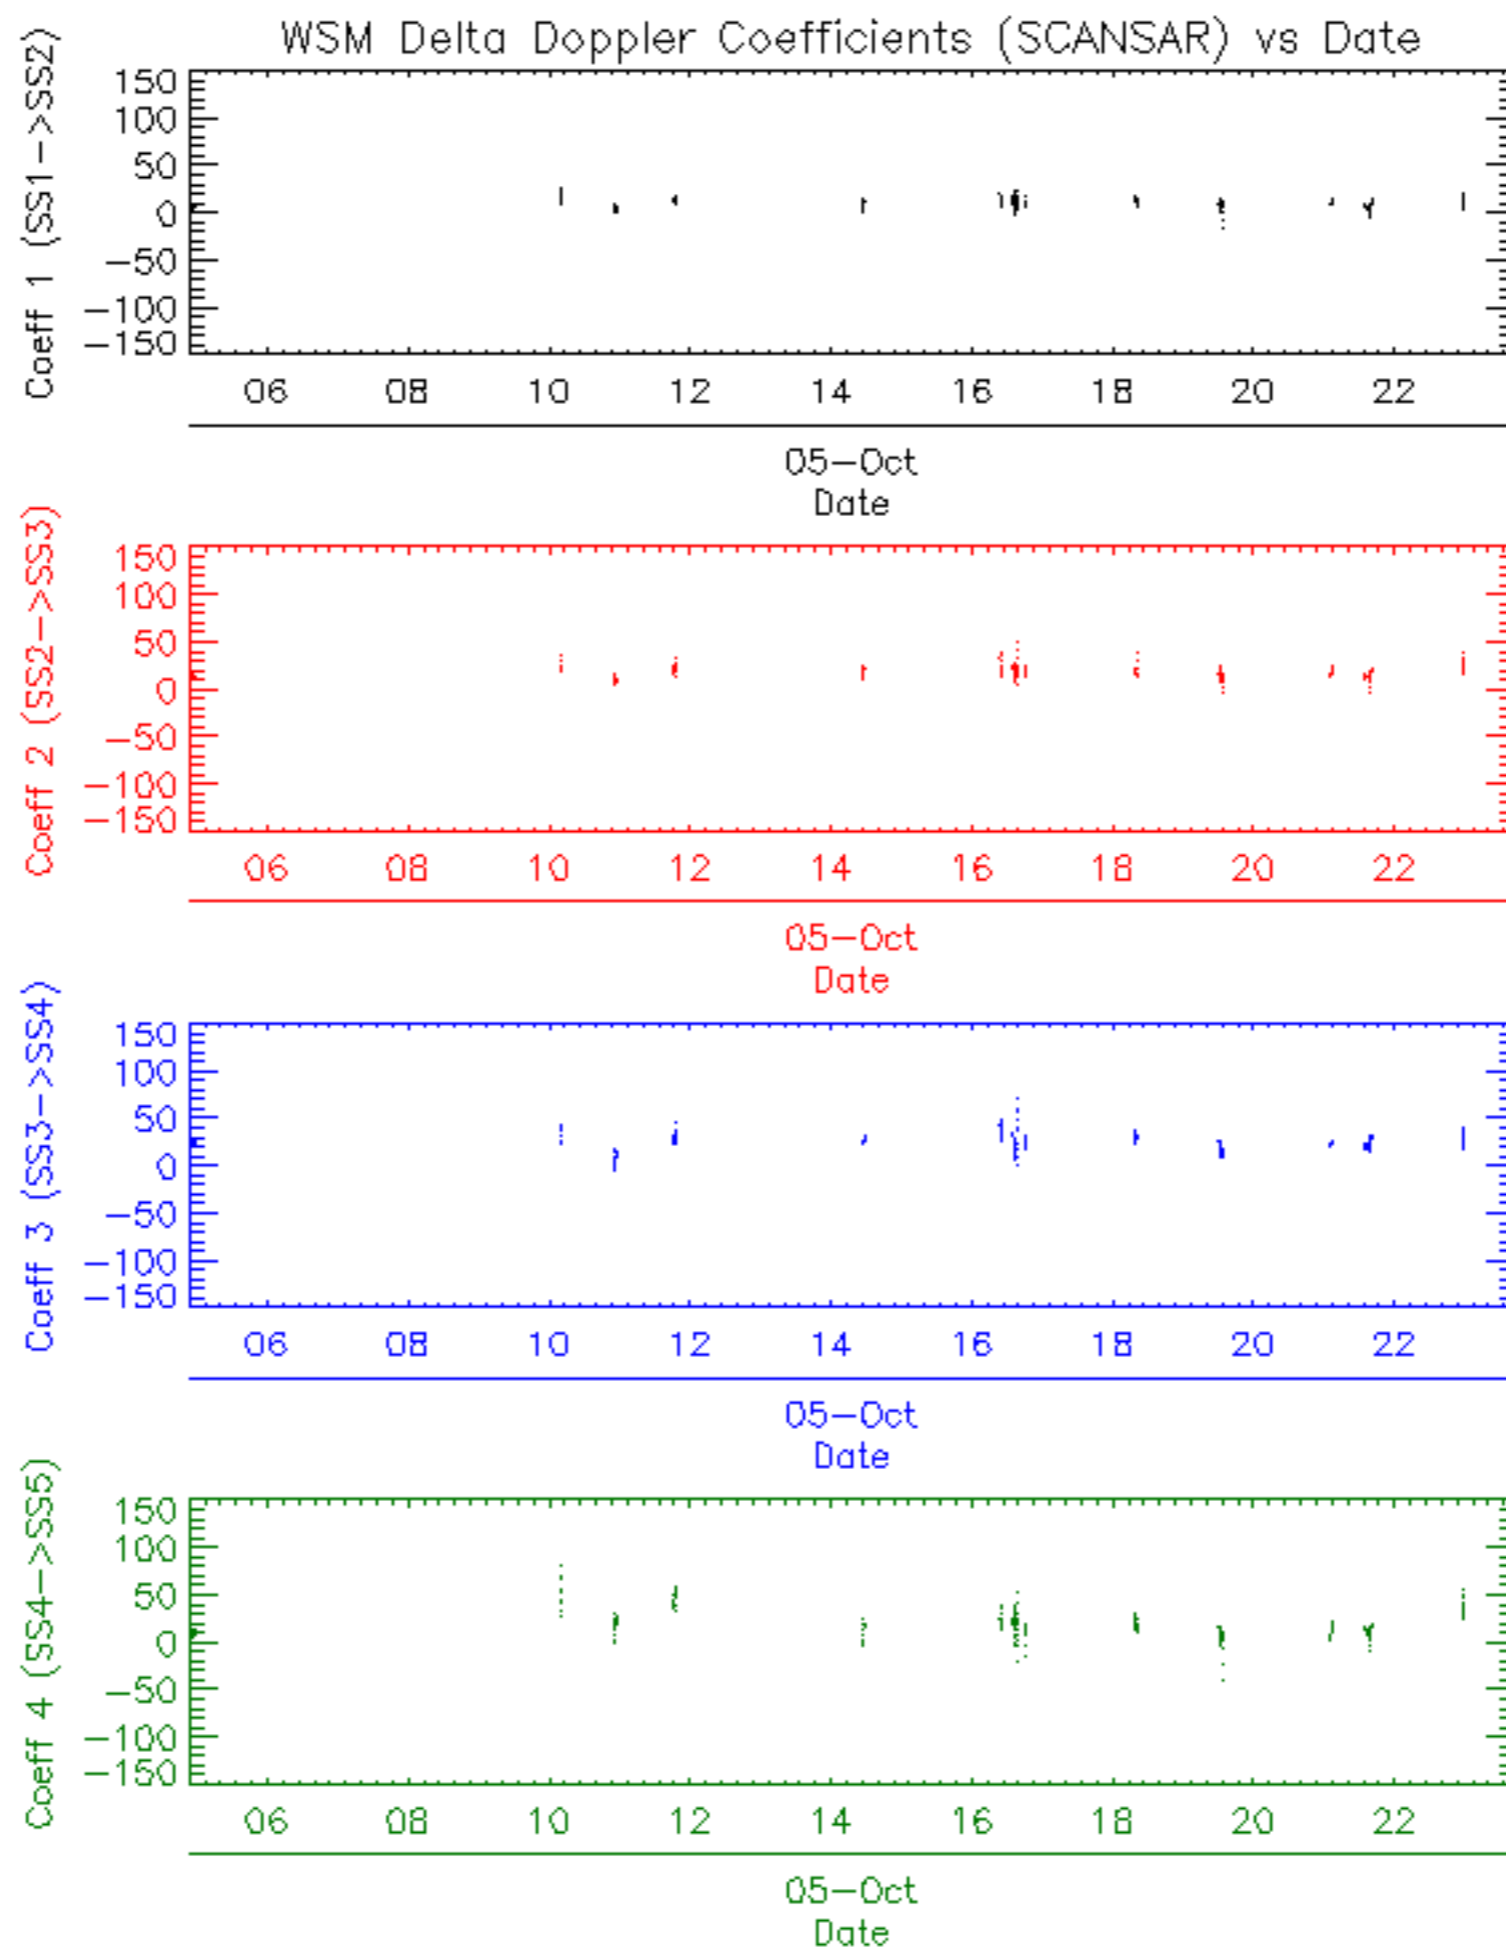 WSM Delta Doppler Coefficients (SCANSAR) vs Date
Coeff 1 (SS1->SS2)
150
100
50
0
-50
-100
-150
06 08 10 12 14 16 18 20 22
05-Oct
Date
Coeff 2 (SS2->SS3)
150
100
50
0
-50
-100
-150
06 08 10 12 14 16 18 20 22
05-Oct
Date
Coeff 3 (SS3->SS4)
150
100
50
0
-50
-100
-150
06 08 10 12 14 16 18 20 22
05-Oct
Date
Coeff 4 (SS4->SS5)
150
100
50
0
-50
-100
-150
06 08 10 12 14 16 18 20 22
05-Oct
Date